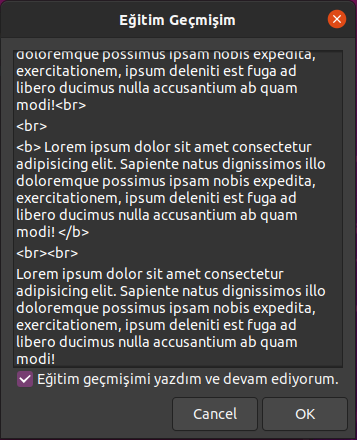 Eğitim Geçmişim
doloremque possimus ipsam nobis expedita,
exercitationem, ipsum deleniti est fuga ad
libero ducimus nulla accusantium ab quam
modi!<br>
<br>
<b> Lorem ipsum dolor sit amet consectetur
adipisicing elit. Sapiente natus dignissimos illo
doloremque possimus ipsam nobis expedita,
exercitationem, ipsum deleniti est fuga ad
libero ducimus nulla accusantium ab quam
modi! </b>
<br><br>
Lorem ipsum dolor sit amet consectetur
adipisicing elit. Sapiente natus dignissimos illo
doloremque possimus ipsam nobis expedita,
exercitationem, ipsum deleniti est fuga ad
libero ducimus nulla accusantium ab quam
modi!
Eğitim geçmişimi yazdım ve devam ediyorum.
Cancel
OK